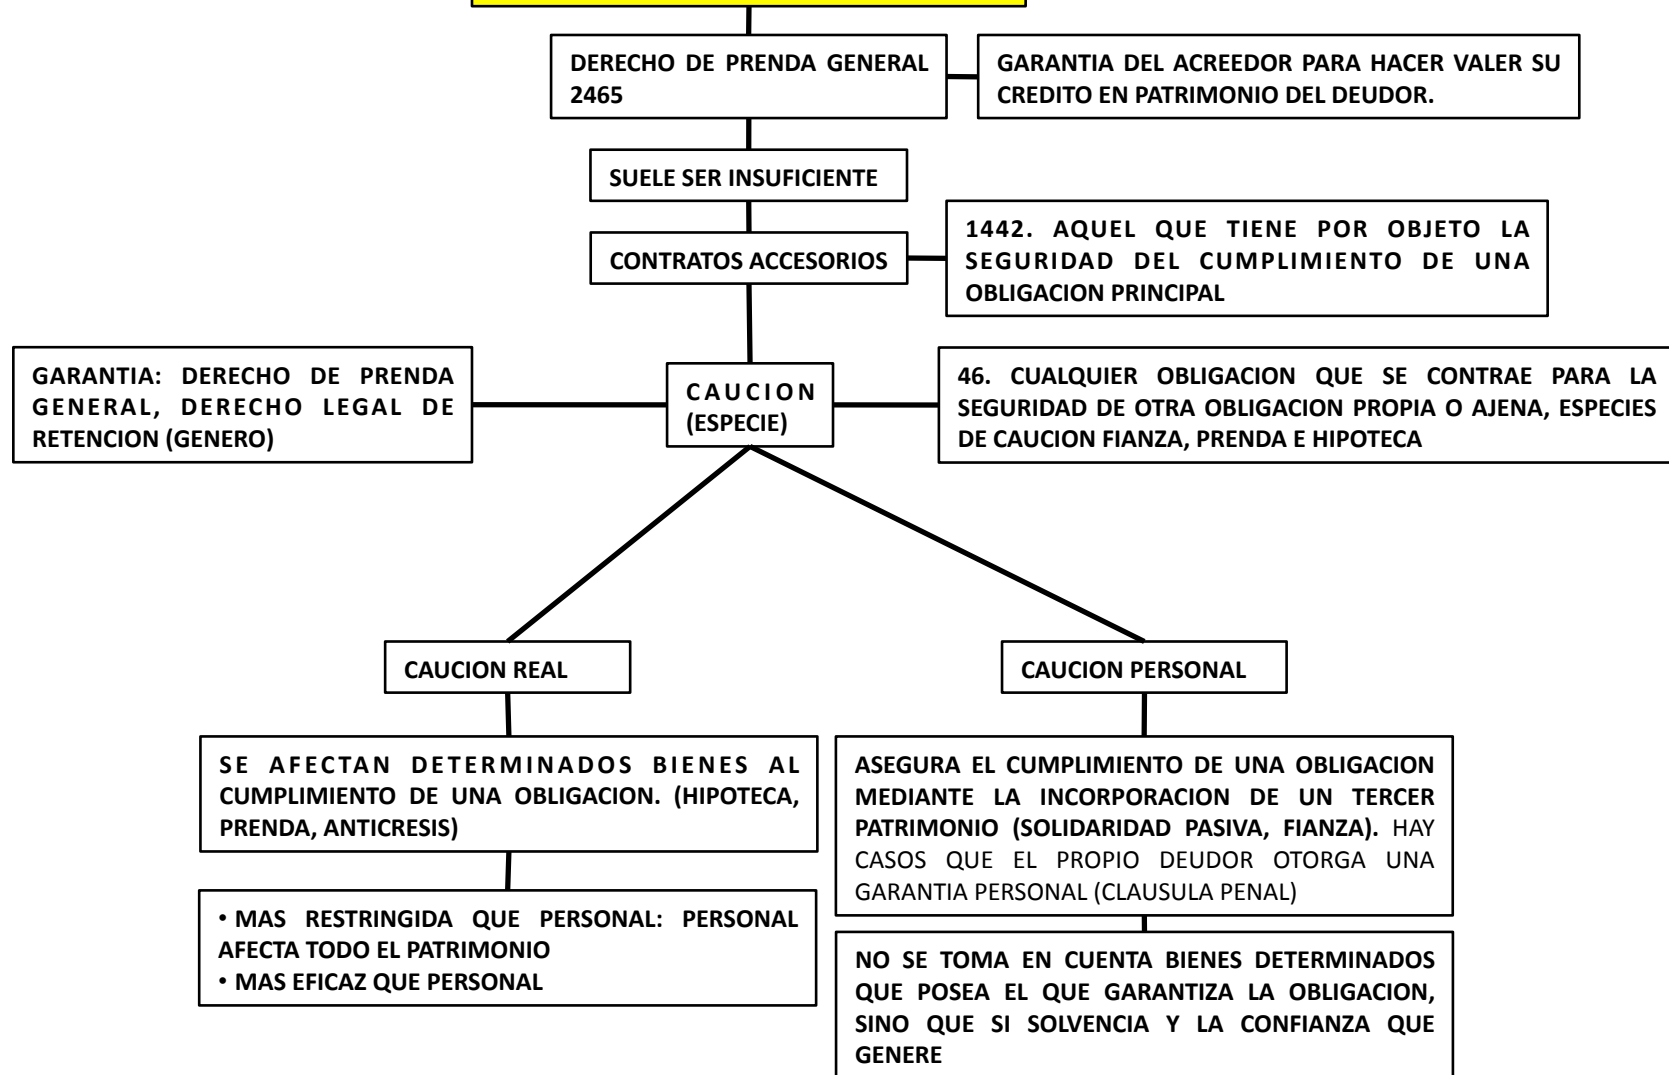 DERECHO DE PRENDA GENERAL
2465
GARANTIA DEL ACREEDOR PARA HACER VALER SU
CREDITO EN PATRIMONIO DEL DEUDOR.
SUELE SER INSUFICIENTE
CONTRATOS ACCESORIOS
1442. AQUEL QUE TIENE POR OBJETO LA
SEGURIDAD DEL CUMPLIMIENTO DE UNA
OBLIGACION PRINCIPAL
GARANTIA: DERECHO DE PRENDA
GENERAL, DERECHO LEGAL DE
RETENCION (GENERO)
CAUCION
(ESPECIE)
46. CUALQUIER OBLIGACION QUE SE CONTRAE PARA LA
SEGURIDAD DE OTRA OBLIGACION PROPIA O AJENA, ESPECIES
DE CAUCION FIANZA, PRENDA E HIPOTECA
CAUCION REAL
CAUCION PERSONAL
SE AFECTAN DETERMINADOS BIENES AL
CUMPLIMIENTO DE UNA OBLIGACION. (HIPOTECA,
PRENDA, ANTICRESIS)
ASEGURA EL CUMPLIMIENTO DE UNA OBLIGACION
MEDIANTE LA INCORPORACION DE UN TERCER
PATRIMONIO (SOLIDARIDAD PASIVA, FIANZA). HAY
CASOS QUE EL PROPIO DEUDOR OTORGA UNA
GARANTIA PERSONAL (CLAUSULA PENAL)
• MAS RESTRINGIDA QUE PERSONAL: PERSONAL
AFECTA TODO EL PATRIMONIO
• MAS EFICAZ QUE PERSONAL
NO SE TOMA EN CUENTA BIENES DETERMINADOS
QUE POSEA EL QUE GARANTIZA LA OBLIGACION,
SINO QUE SI SOLVENCIA Y LA CONFIANZA QUE
GENERE